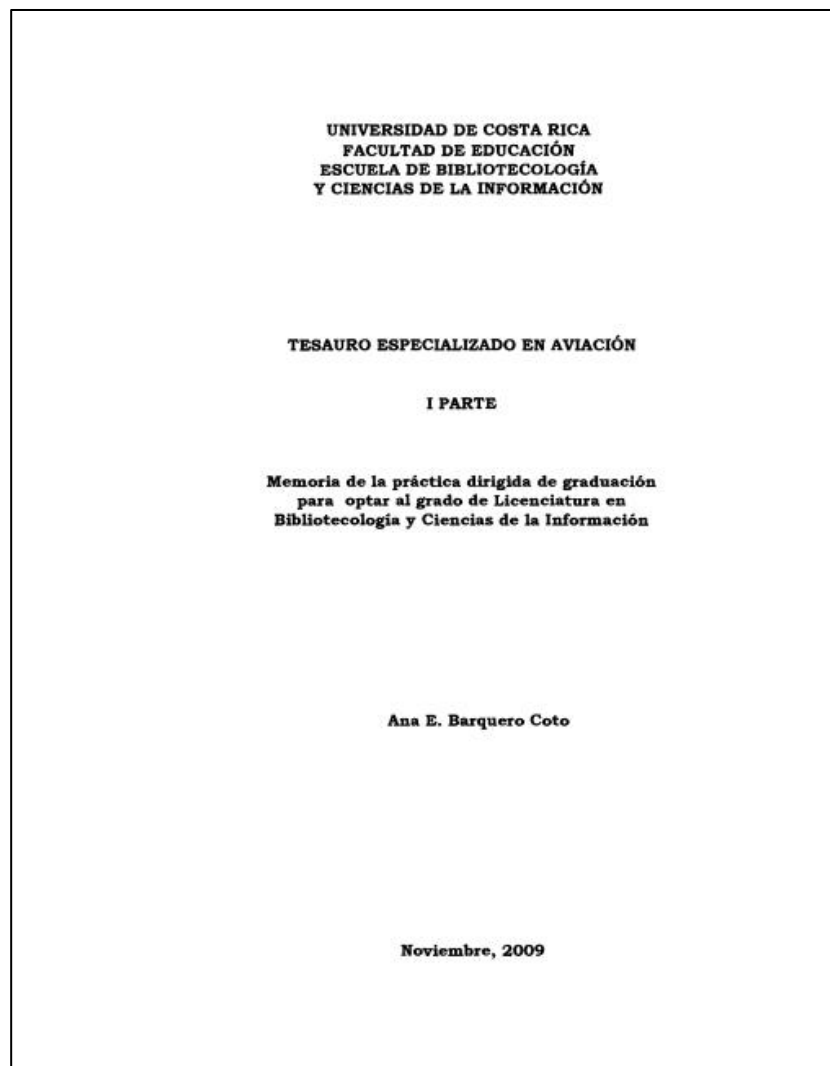 UNIVERSIDAD DE COSTA RICA
FACULTAD DE EDUCACIÓN
ESCUELA DE BIBLIOTECOLOGÍA
Y CIENCIAS DE LA INFORMACIÓN
TESAURO ESPECIALIZADO EN AVIACIÓN
I PARTE
Memoria de la práctica dirigida de graduación
para optar al grado de Licenciatura en
Bibliotecología y Ciencias de la Información
Ana E. Barquero Coto
Noviembre, 2009